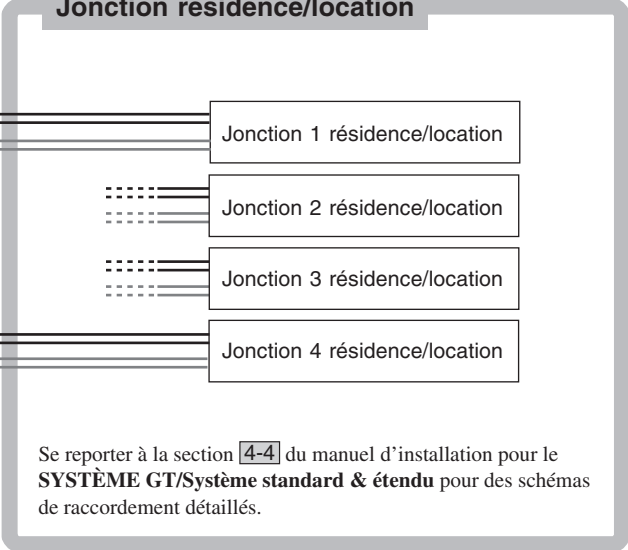 Jonction résidence/location
Jonction 1 résidence/location
Jonction 2 résidence/location
Jonction 3 résidence/location
Jonction 4 résidence/location
Se reporter à la section 4-4 du manuel d'installation pour le
SYSTÈME GT/Système standard & étendu pour des schémas
de raccordement détaillés.